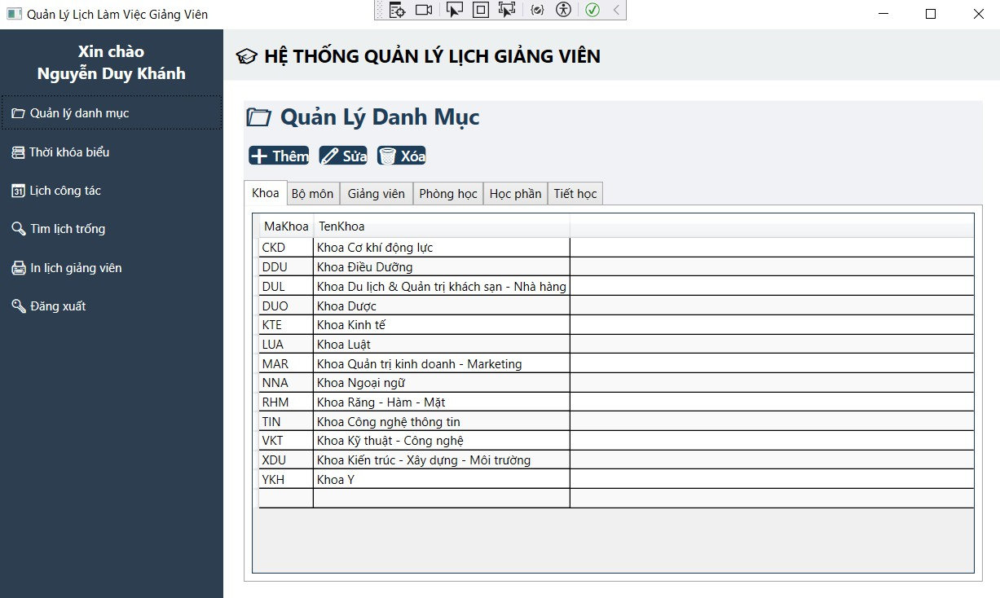 Quản Lý Lịch Làm Việc Giảng Viên
Xin chào
Nguyễn Duy Khánh
Quản lý danh mục
Thời khóa biểu
31 Lịch công tác
Tìm lịch trống
In lịch giảng viên
Đăng xuất
HỆ THỐNG QUẢN LÝ LỊCH GIẢNG VIÊN
Quản Lý Danh Mục
Thêm Sửa Xóa
Khoa Bộ môn Giảng viên Phòng học Học phần Tiết học
MaKhoa TenKhoa
CKD Khoa Cơ khí động lực
DDU Khoa Điều Dưỡng
DUL Khoa Du lịch & Quản trị khách sạn - Nhà hàng
DUO Khoa Dược
KTE Khoa Kinh tế
LUA Khoa Luật
MAR Khoa Quản trị kinh doanh - Marketing
NNA Khoa Ngoại ngữ
RHM Khoa Răng - Hàm - Mặt
TIN Khoa Công nghệ thông tin
VKT Khoa Kỹ thuật - Công nghệ
XDU Khoa Kiến trúc - Xây dựng - Môi trường
YKH Khoa Y